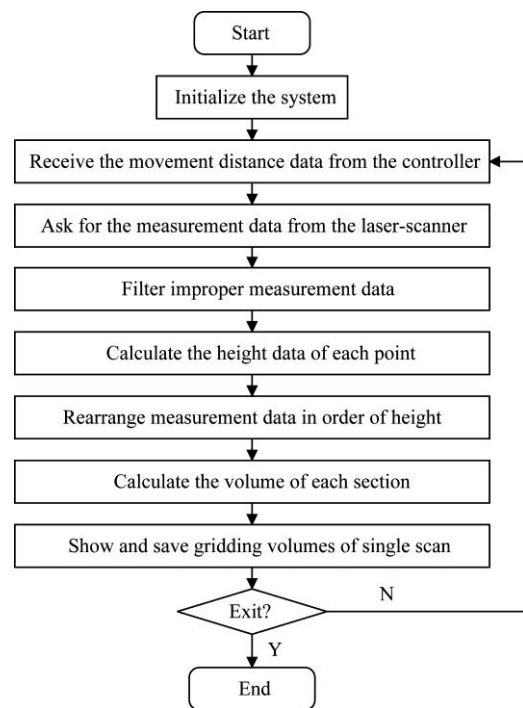 Start
Initialize the system
Receive the movement distance data from the controller
Ask for the measurement data from the laser-scanner
Filter improper measurement data
Calculate the height data of each point
Rearrange measurement data in order of height
Calculate the volume of each section
Show and save gridding volumes of single scan
Exit?
N
Y
End